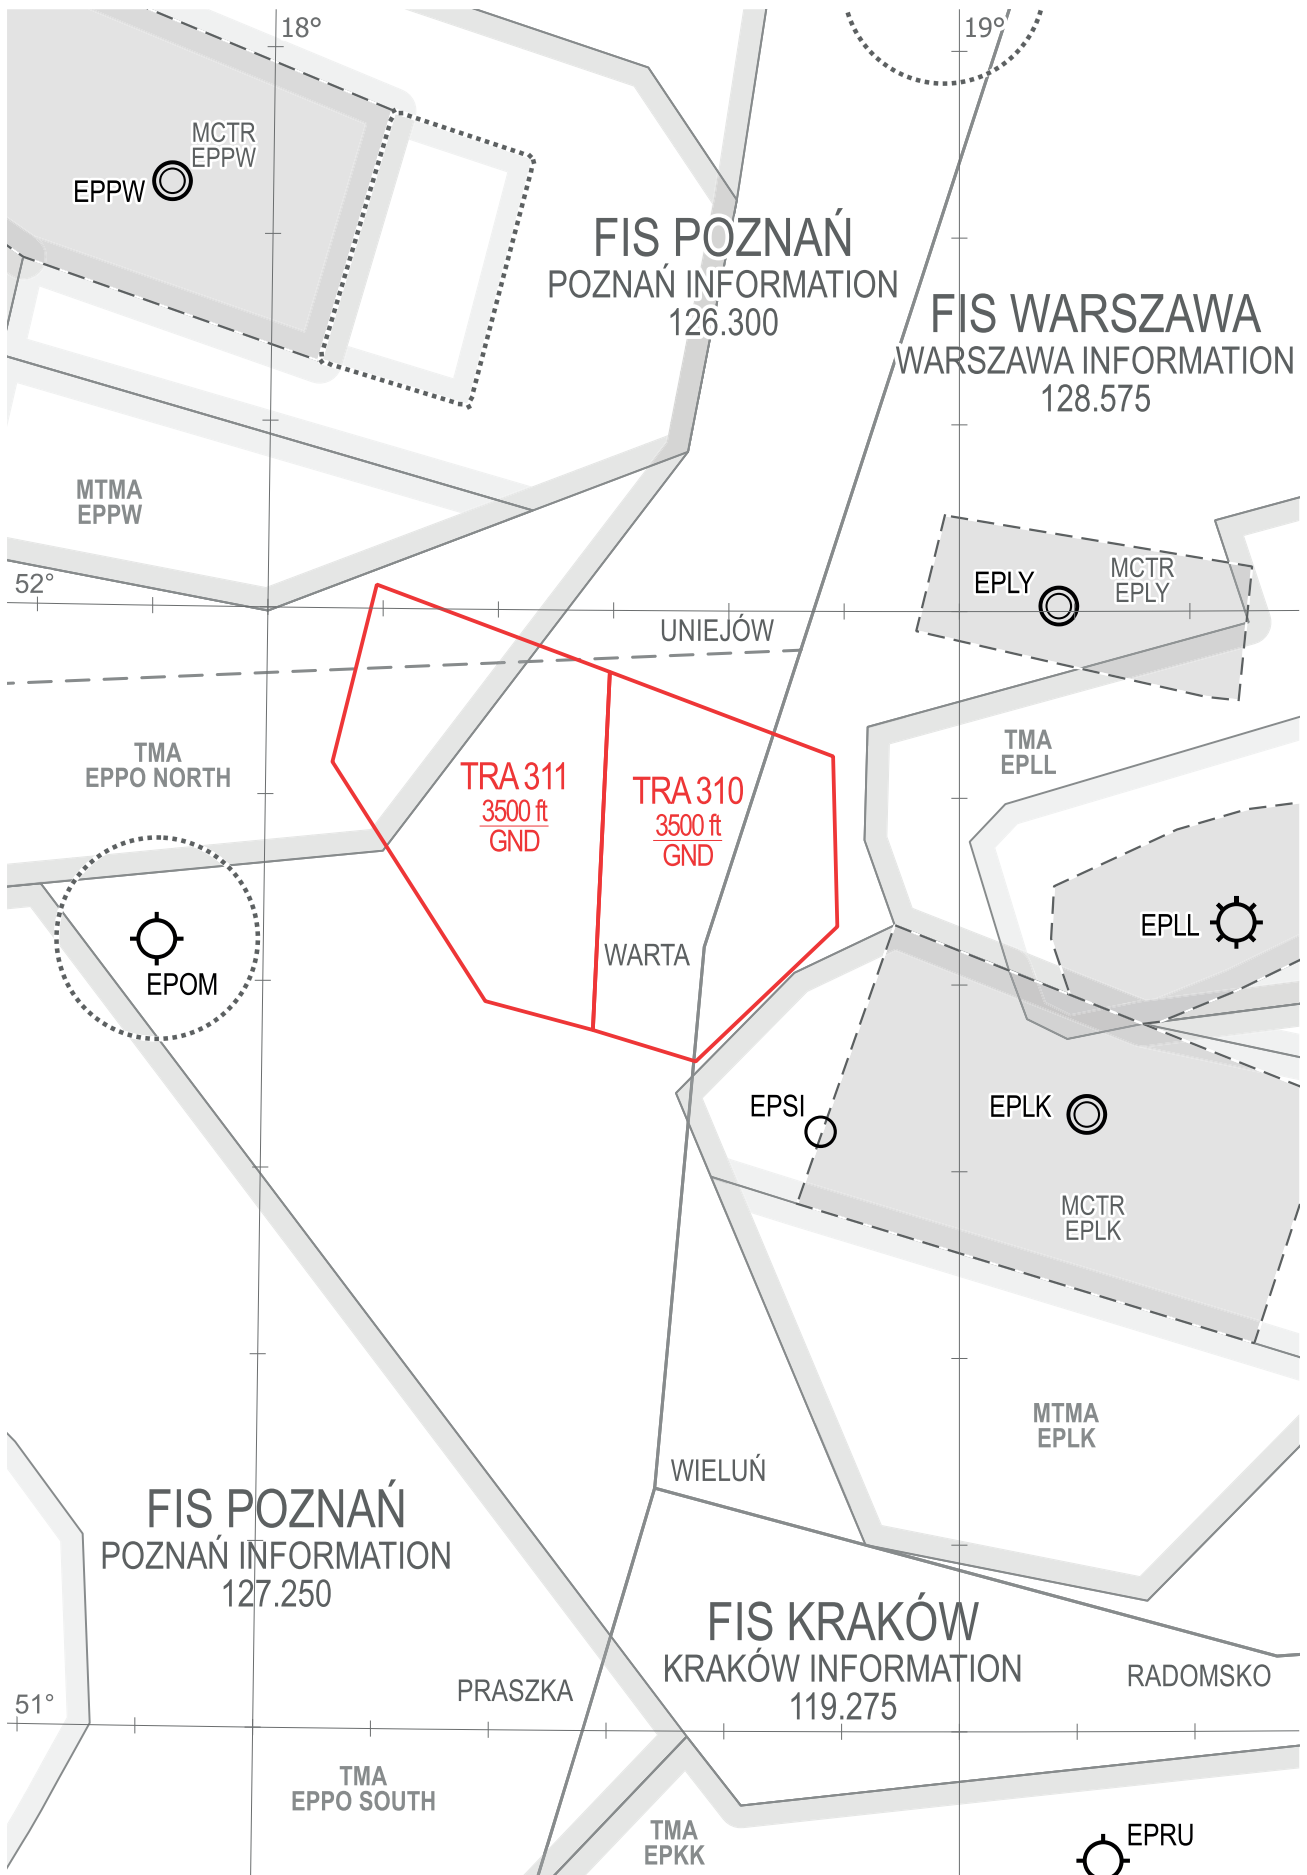 18°
19°
MCTR
EPPW
EPPW
FIS POZNAŃ
POZNAŃ INFORMATION
126.300
FIS WARSZAWA
WARSZAWA INFORMATION
128.575
MTMA
EPPW
52°
EPLY
MCTR
EPLY
UNIEJÓW
TMA
EPPO NORTH
TRA 311
3500 ft
GND
TRA 310
3500 ft
GND
TMA
EPLL
EPLL
WARTA
EPOM
EPSI
EPLK
MCTR
EPLK
MTMA
EPLK
WIELUŃ
FIS POZNAŃ
POZNAŃ INFORMATION
127.250
FIS KRAKÓW
KRAKÓW INFORMATION
119.275
PRASZKA
RADOMSKO
51°
TMA
EPPO SOUTH
TMA
EPKK
EPRU